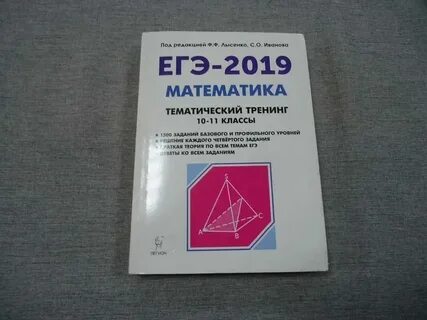 Под редакцией Ф.Ф. Лысенко, С.О. Иванова
ЕГЭ-2019
МАТЕМАТИКА
ТЕМАТИЧЕСКИЙ ТРЕНИНГ
10-11 КЛАССЫ
1500 ЗАДАНИЙ БАЗОВОГО И ПРОФИЛЬНОГО УРОВНЕЙ
РЕШЕНИЕ КАЖДОГО ЧЕТВЁРТОГО ЗАДАНИЯ
КРАТКАЯ ТЕОРИЯ ПО ВСЕМ ТЕМАМ ЕГЭ
ОТВЕТЫ КО ВСЕМ ЗАДАНИЯМ
S
C
A
B
ЛЕГИОН